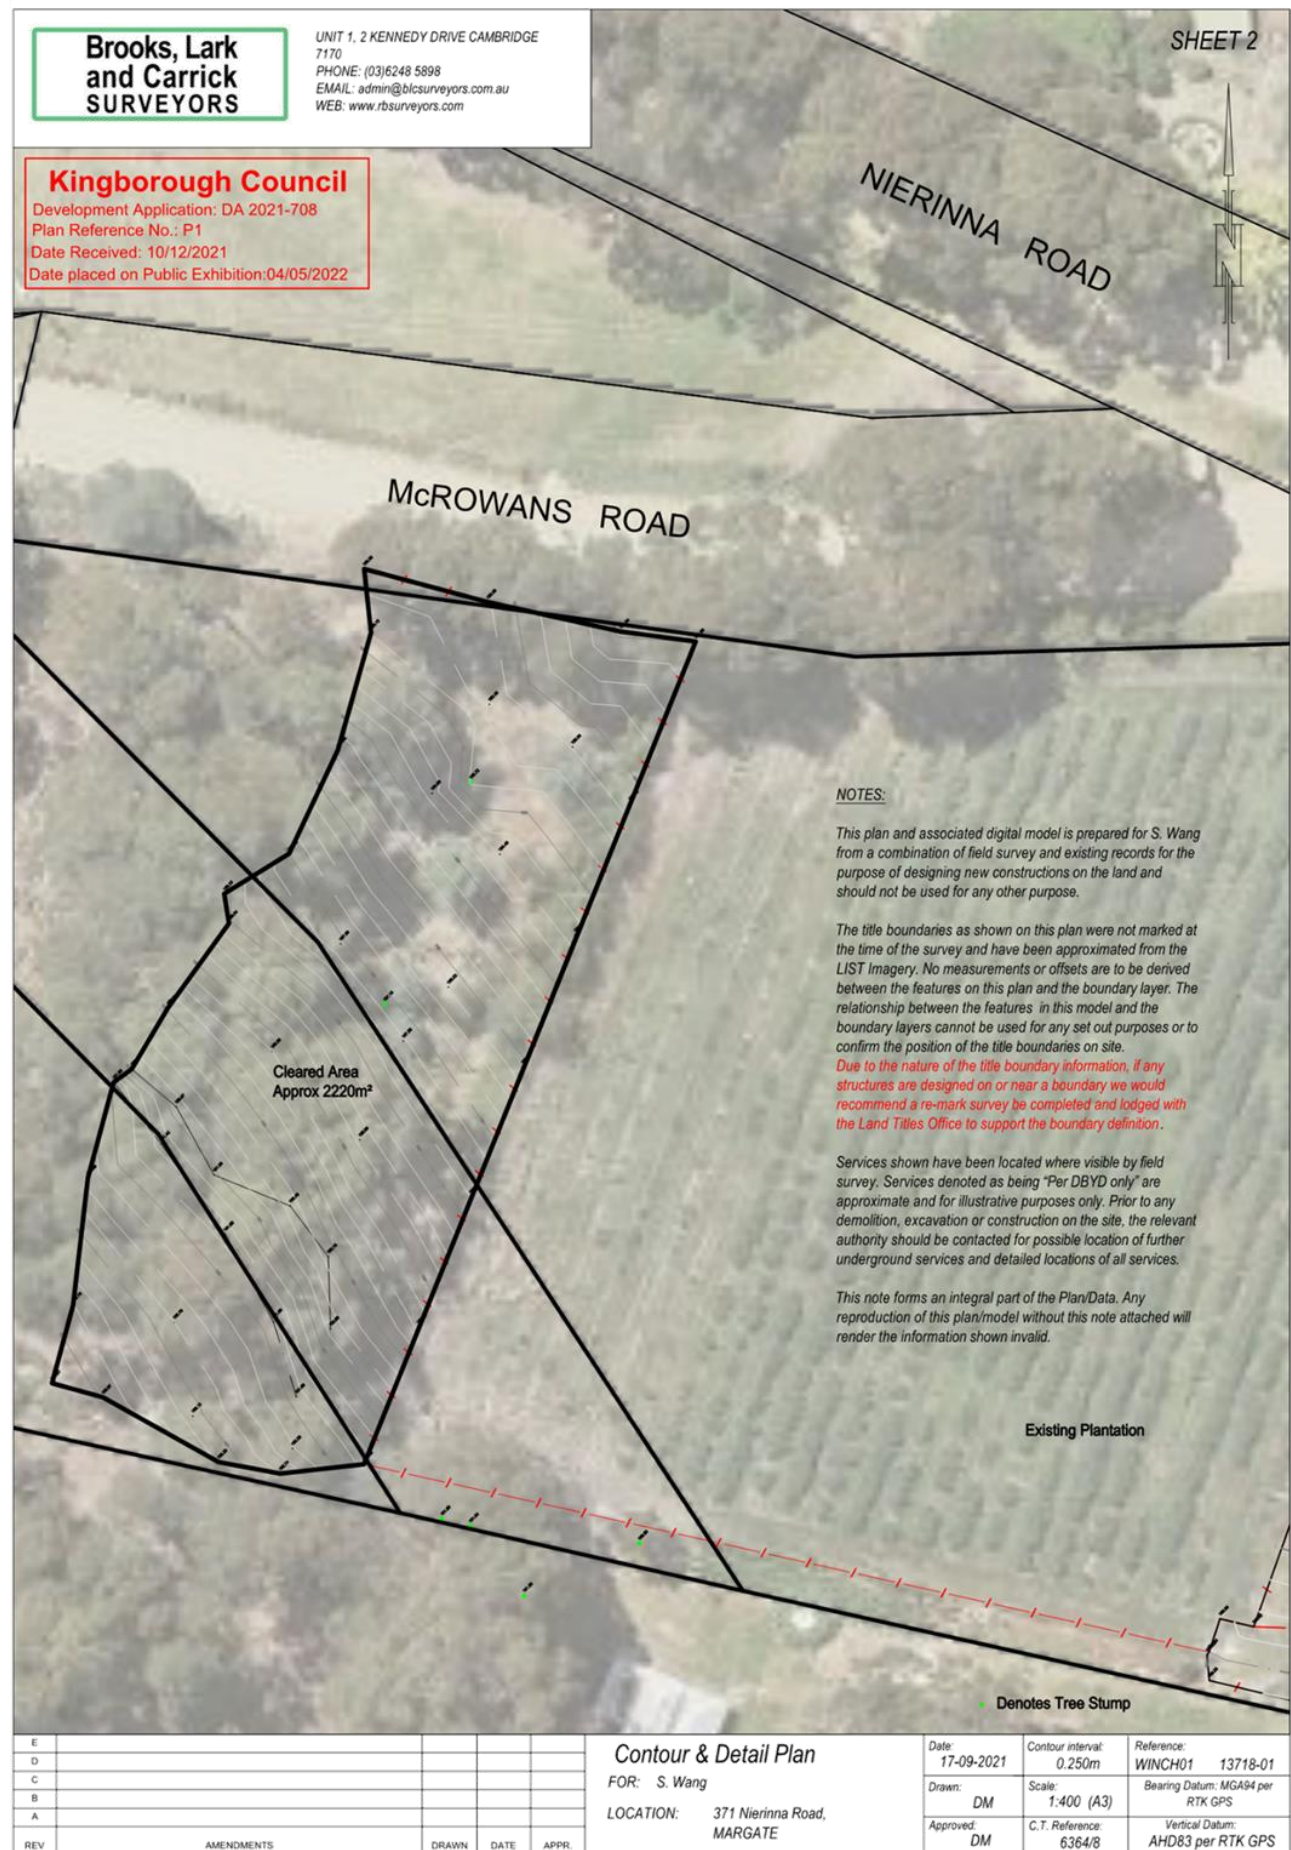 Brooks, Lark
and Carrick
SURVEYORS
UNIT 1, 2 KENNEDY DRIVE CAMBRIDGE
7170
PHONE: (03)6248 5898
EMAIL: admin@blcsurveyors.com.au
WEB: www.rbsurveyors.com
SHEET 2
Kingborough Council
Development Application: DA 2021-708
Plan Reference No.: P1
Date Received: 10/12/2021
Date placed on Public Exhibition:04/05/2022
NIERINNA ROAD
N
McROWANS ROAD
NOTES:
This plan and associated digital model is prepared for S. Wang
from a combination of field survey and existing records for the
purpose of designing new constructions on the land and
should not be used for any other purpose.
The title boundaries as shown on this plan were not marked at
the time of the survey and have been approximated from the
LIST Imagery. No measurements or offsets are to be derived
between the features on this plan and the boundary layer. The
relationship between the features in this model and the
boundary layers cannot be used for any set out purposes or to
confirm the position of the title boundaries on site.
Due to the nature of the title boundary information, if any
structures are designed on or near a boundary we would
recommend a re-mark survey be completed and lodged with
the Land Titles Office to support the boundary definition.
Services shown have been located where visible by field
survey. Services denoted as being "Per DBYD only" are
approximate and for illustrative purposes only. Prior to any
demolition, excavation or construction on the site, the relevant
authority should be contacted for possible location of further
underground services and detailed locations of all services.
This note forms an integral part of the Plan/Data. Any
reproduction of this plan/model without this note attached will
render the information shown invalid.
Cleared Area
Approx 2220m²
Existing Plantation
Denotes Tree Stump
E
D
C
B
A
REV AMENDMENTS DRAWN DATE APPR.
Contour & Detail Plan
FOR: S. Wang
LOCATION: 371 Nierinna Road,
MARGATE
Date:
17-09-2021
Contour interval:
0.250m
Reference:
WINCH01 13718-01
Drawn:
DM
Scale:
1:400 (A3)
Bearing Datum: MGA94 per
RTK GPS
Approved:
DM
C.T. Reference:
6364/8
Vertical Datum:
AHD83 per RTK GPS